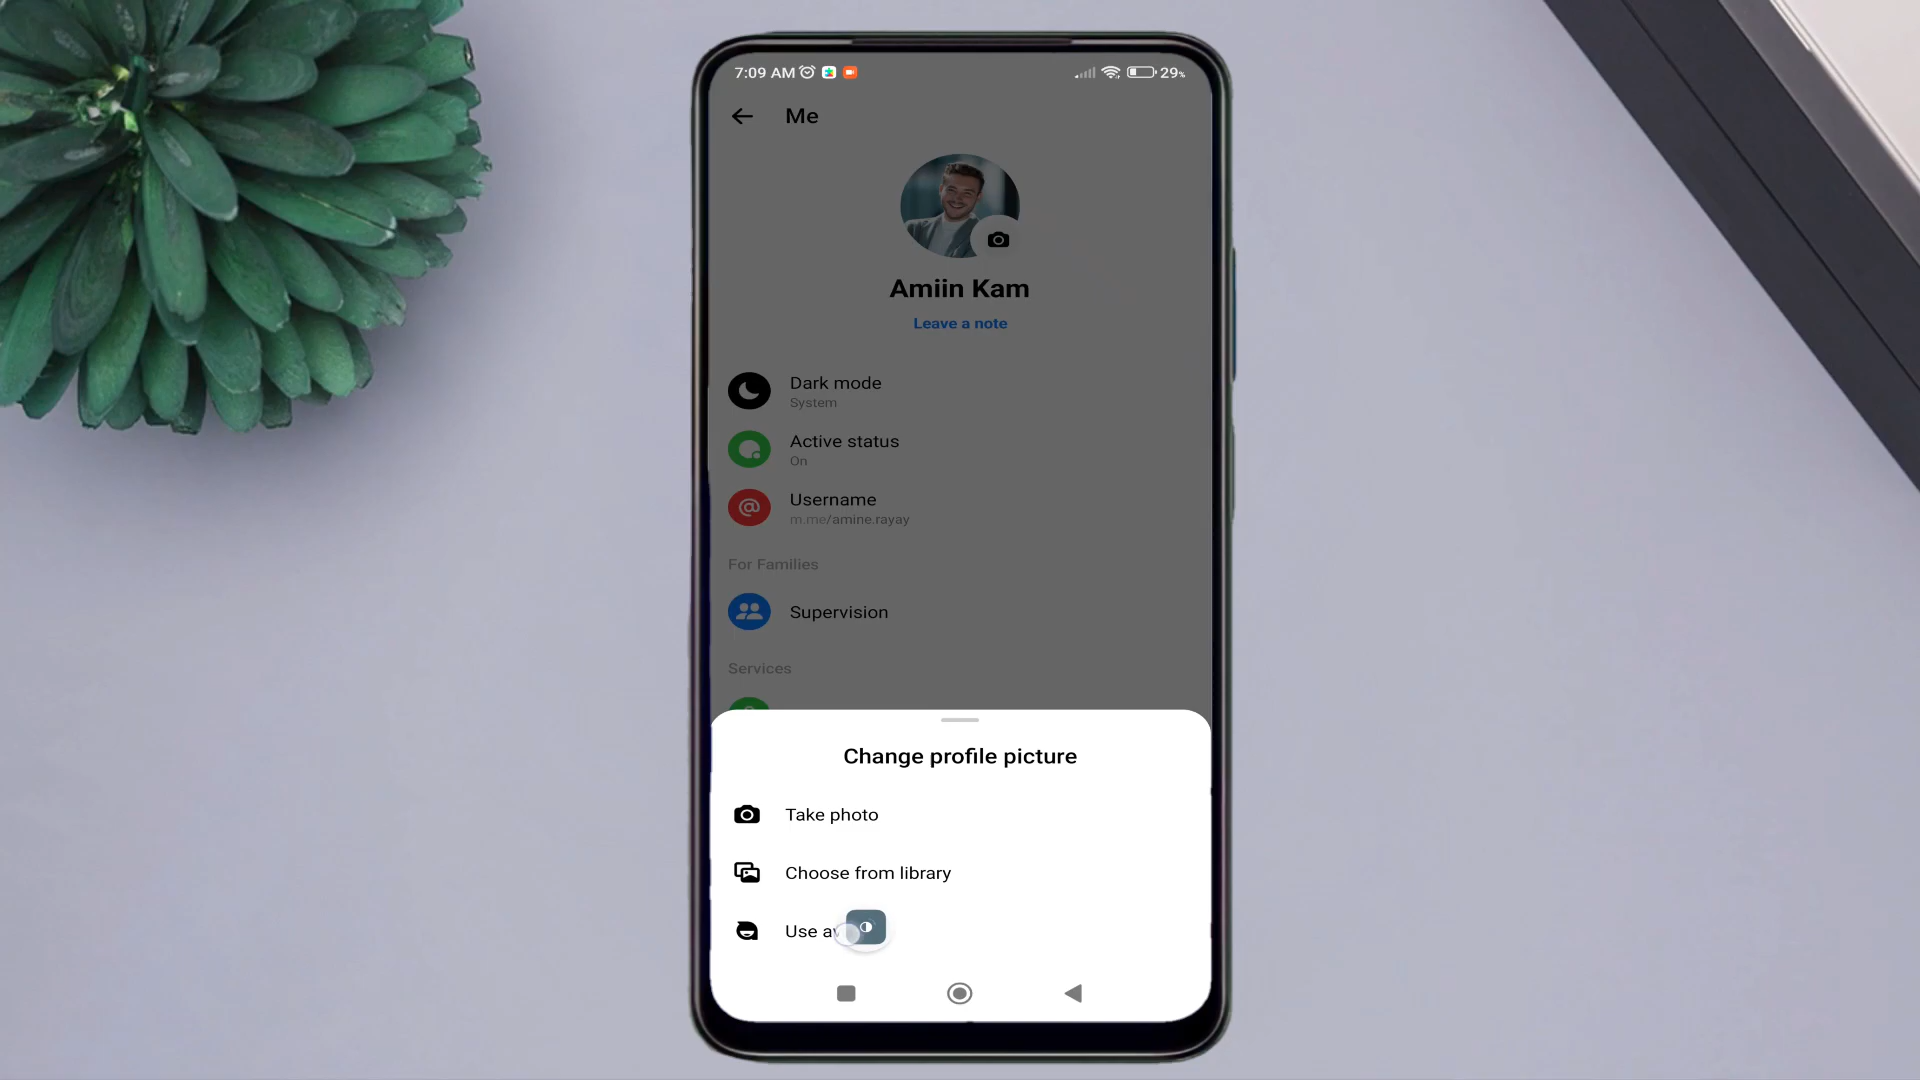 7:09 AM
29%
Me
Amiin Kam
Leave a note
Dark mode
System
Active status
On
Username
m.me/amine.rayay
For Families
Supervision
Services
Change profile picture
Take photo
Choose from library
Use